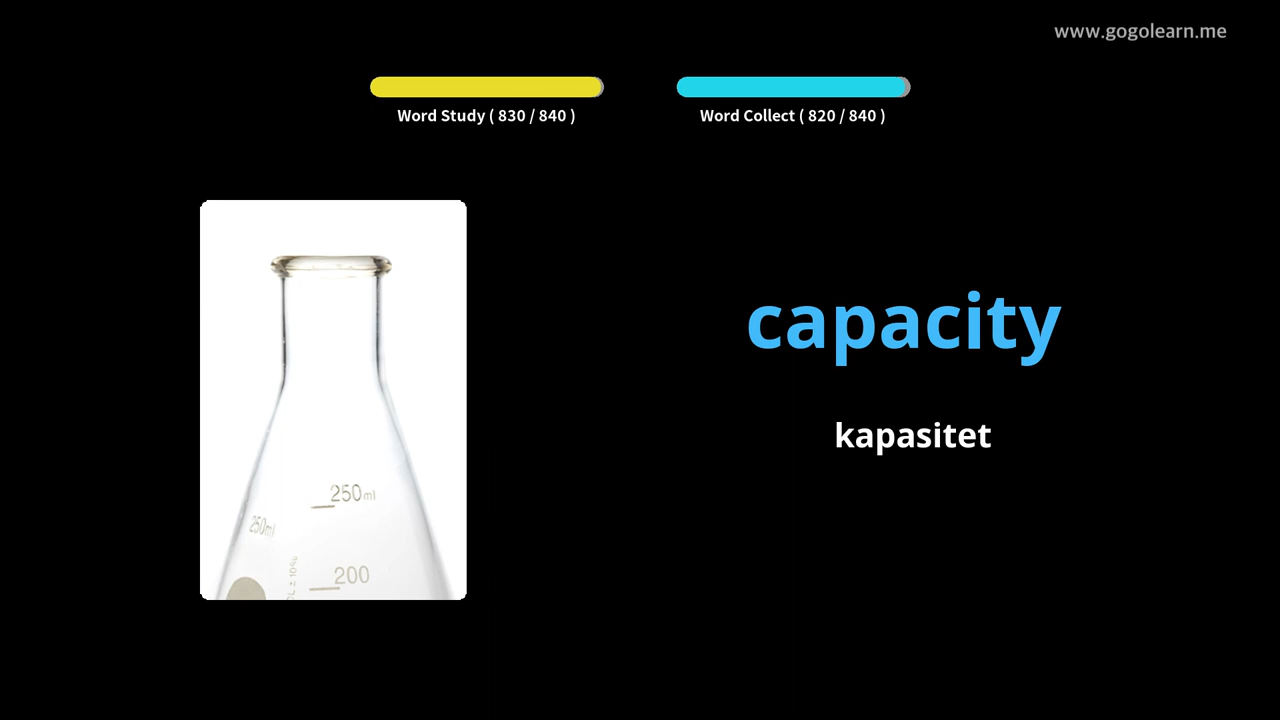 www.gogolearn.me
Word Study ( 830 / 840 )
Word Collect ( 820 / 840 )
capacity
kapasitet
250ml
250ml
200